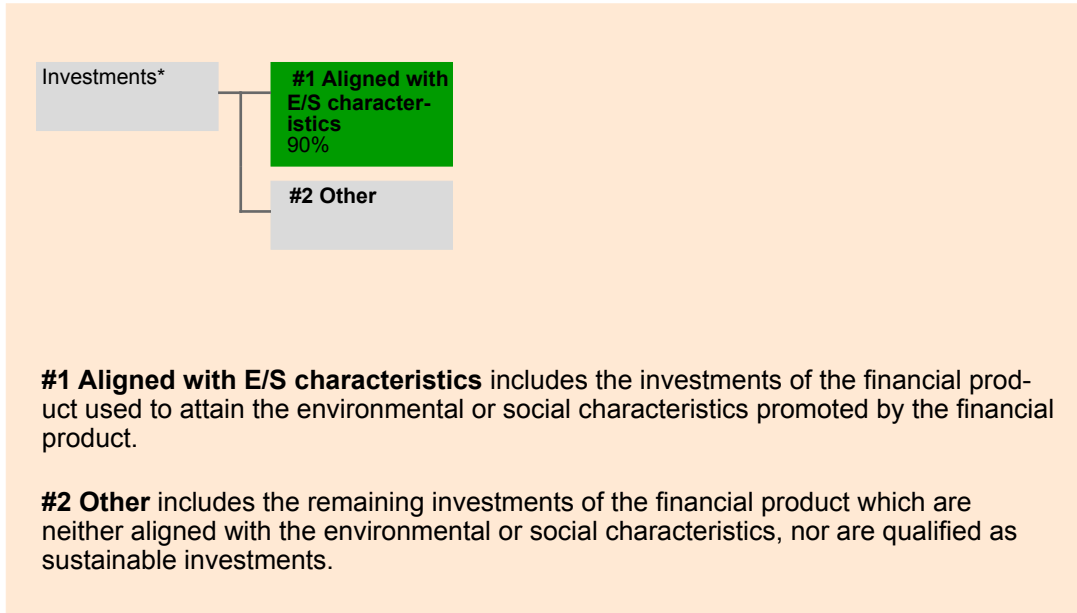 Investments*
#1 Aligned with
E/S character-
istics
90%
#2 Other
#1 Aligned with E/S characteristics includes the investments of the financial prod-
uct used to attain the environmental or social characteristics promoted by the financial
product.
#2 Other includes the remaining investments of the financial product which are
neither aligned with the environmental or social characteristics, nor are qualified as
sustainable investments.